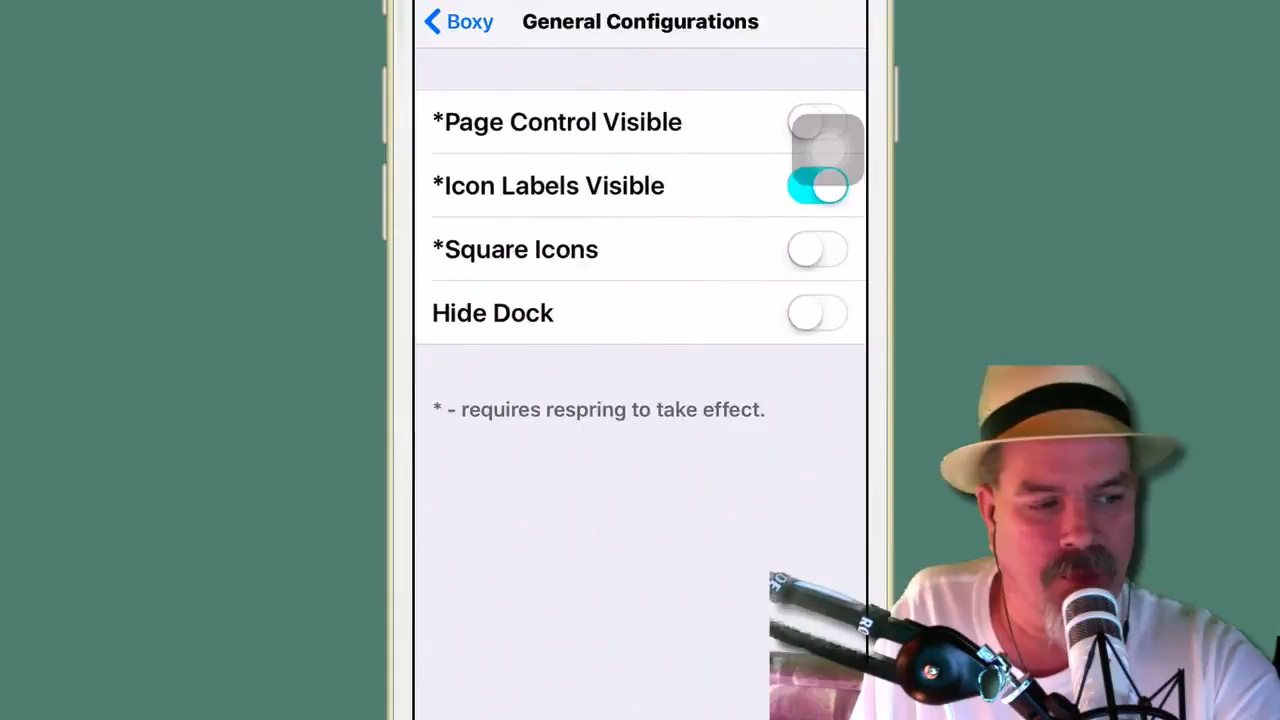 Boxy
General Configurations
*Page Control Visible
*Icon Labels Visible
*Square Icons
Hide Dock
* - requires respring to take effect.